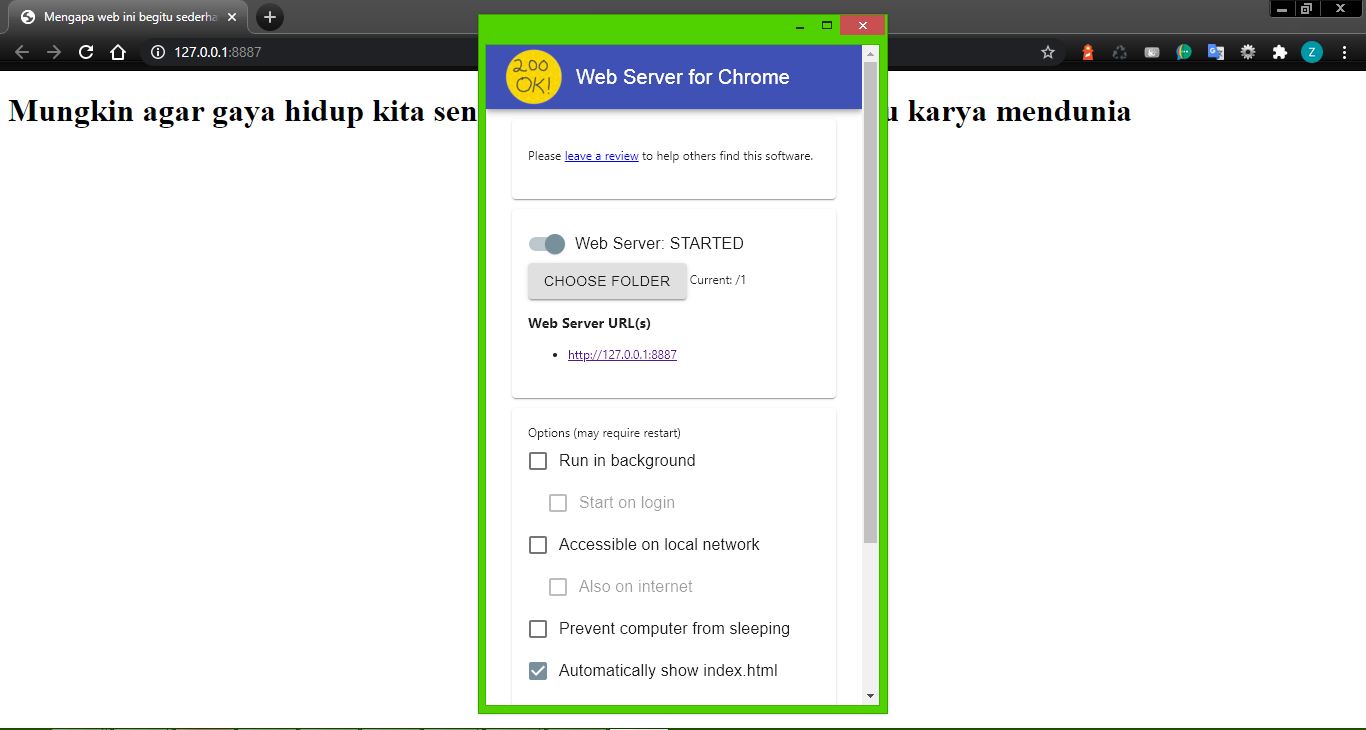 Mengapa web ini begitu sederha
127.0.0.1:8887
Z
Mungkin agar gaya hidup kita sen
karya mendunia
200
OK!
Web Server for Chrome
Please leave a review to help others find this software.
Web Server: STARTED
CHOOSE FOLDER Current: /1
Web Server URL(s)
http://127.0.0.1:8887
Options (may require restart)
Run in background
Start on login
Accessible on local network
Also on internet
Prevent computer from sleeping
Automatically show index.html